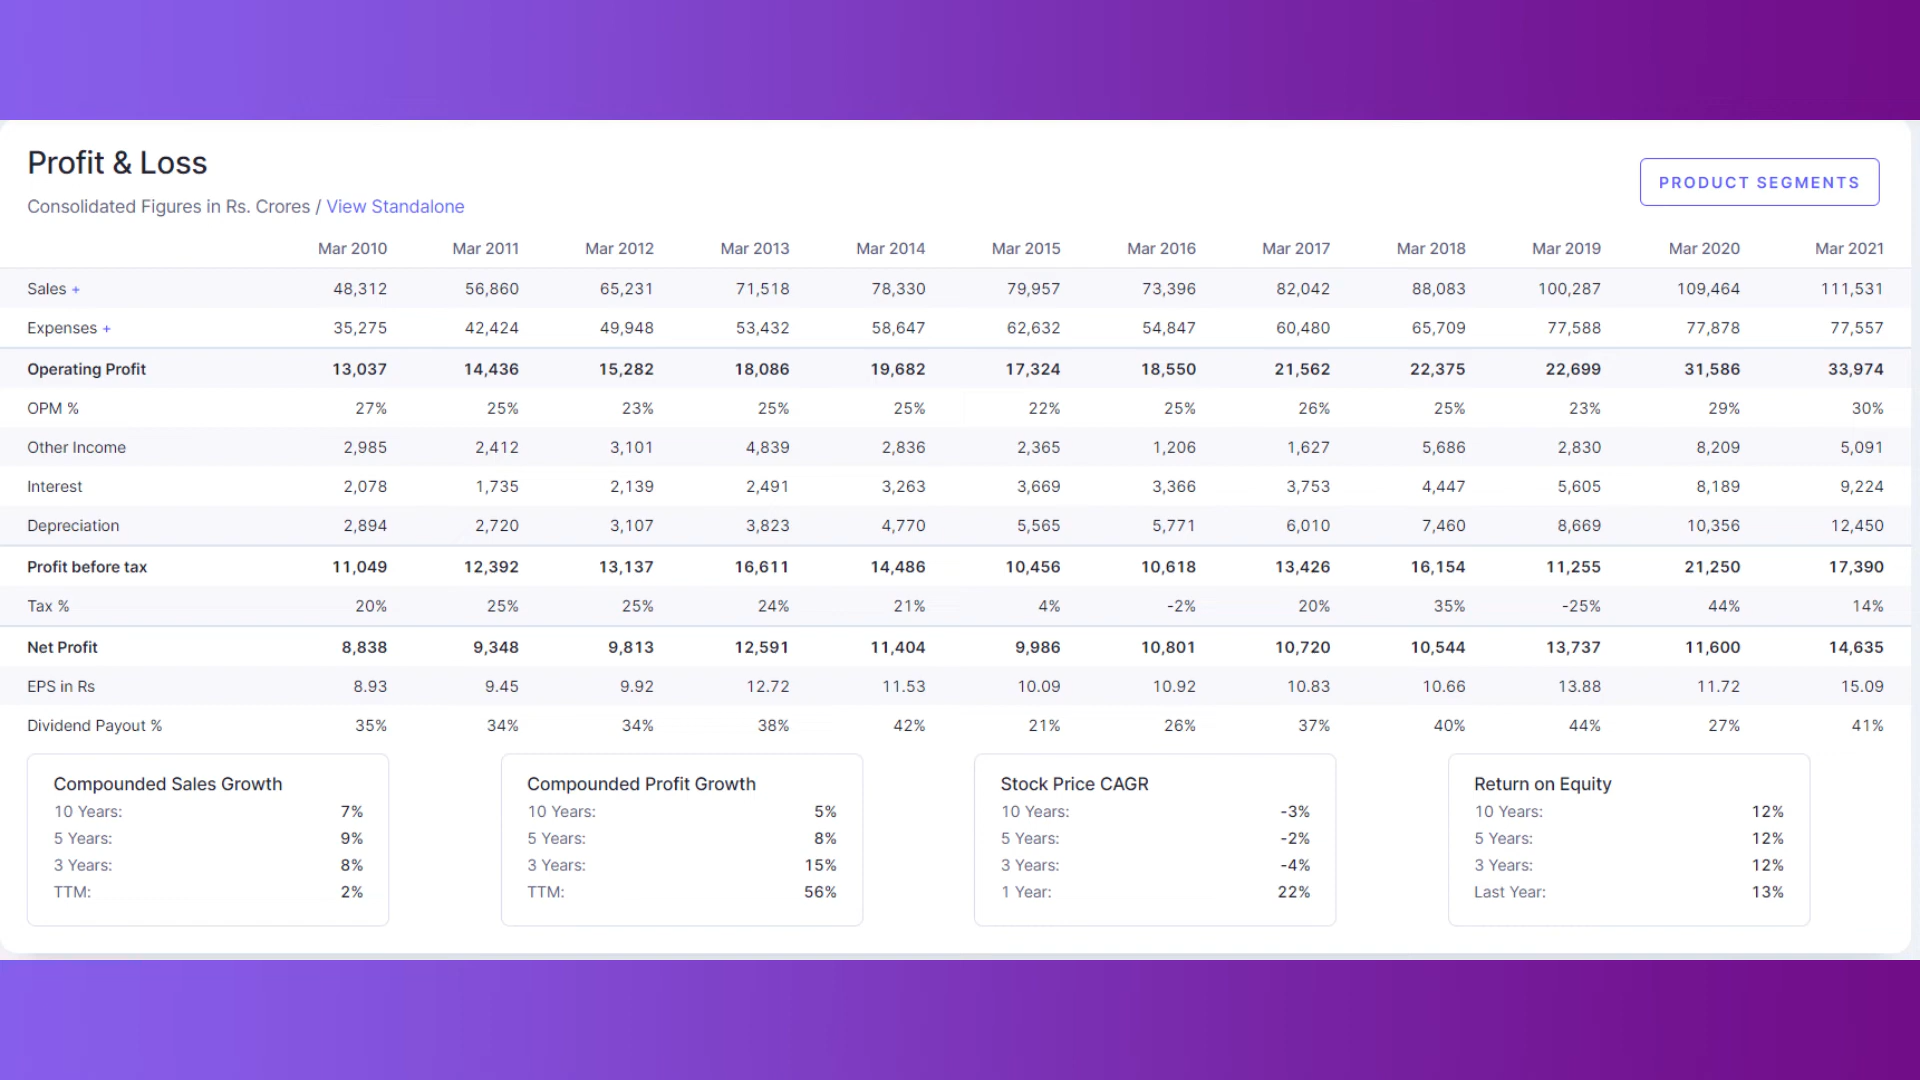 Profit & Loss
PRODUCT SEGMENTS
Consolidated Figures in Rs. Crores / View Standalone
Mar 2010 Mar 2011 Mar 2012 Mar 2013 Mar 2014 Mar 2015 Mar 2016 Mar 2017 Mar 2018 Mar 2019 Mar 2020 Mar 2021
Sales + 48,312 56,860 65,231 71,518 78,330 79,957 73,396 82,042 88,083 100,287 109,464 111,531
Expenses + 35,275 42,424 49,948 53,432 58,647 62,632 54,847 60,480 65,709 77,588 77,878 77,557
Operating Profit 13,037 14,436 15,282 18,086 19,682 17,324 18,550 21,562 22,375 22,699 31,586 33,974
OPM % 27% 25% 23% 25% 25% 22% 25% 26% 25% 23% 29% 30%
Other Income 2,985 2,412 3,101 4,839 2,836 2,365 1,206 1,627 5,686 2,830 8,209 5,091
Interest 2,078 1,735 2,139 2,491 3,263 3,669 3,366 3,753 4,447 5,605 8,189 9,224
Depreciation 2,894 2,720 3,107 3,823 4,770 5,565 5,771 6,010 7,460 8,669 10,356 12,450
Profit before tax 11,049 12,392 13,137 16,611 14,486 10,456 10,618 13,426 16,154 11,255 21,250 17,390
Tax % 20% 25% 25% 24% 21% 4% -2% 20% 35% -25% 44% 14%
Net Profit 8,838 9,348 9,813 12,591 11,404 9,986 10,801 10,720 10,544 13,737 11,600 14,635
EPS in Rs 8.93 9.45 9.92 12.72 11.53 10.09 10.92 10.83 10.66 13.88 11.72 15.09
Dividend Payout % 35% 34% 34% 38% 42% 21% 26% 37% 40% 44% 27% 41%
Compounded Sales Growth
10 Years: 7%
5 Years: 9%
3 Years: 8%
TTM: 2%
Compounded Profit Growth
10 Years: 5%
5 Years: 8%
3 Years: 15%
TTM: 56%
Stock Price CAGR
10 Years: -3%
5 Years: -2%
3 Years: -4%
1 Year: 22%
Return on Equity
10 Years: 12%
5 Years: 12%
3 Years: 12%
Last Year: 13%